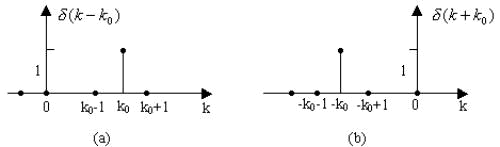 δ(k−k₀)
δ(k+k₀)
1
1
0 k₀-1 k₀ k₀+1 k
-k₀-1 -k₀ -k₀+1 0 k
(a)
(b)